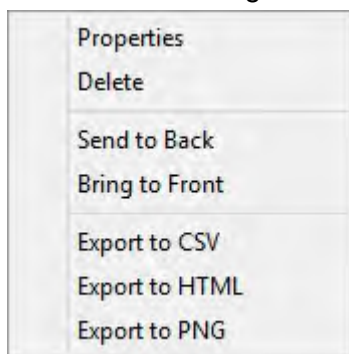 Properties
Delete
Send to Back
Bring to Front
Export to CSV
Export to HTML
Export to PNG